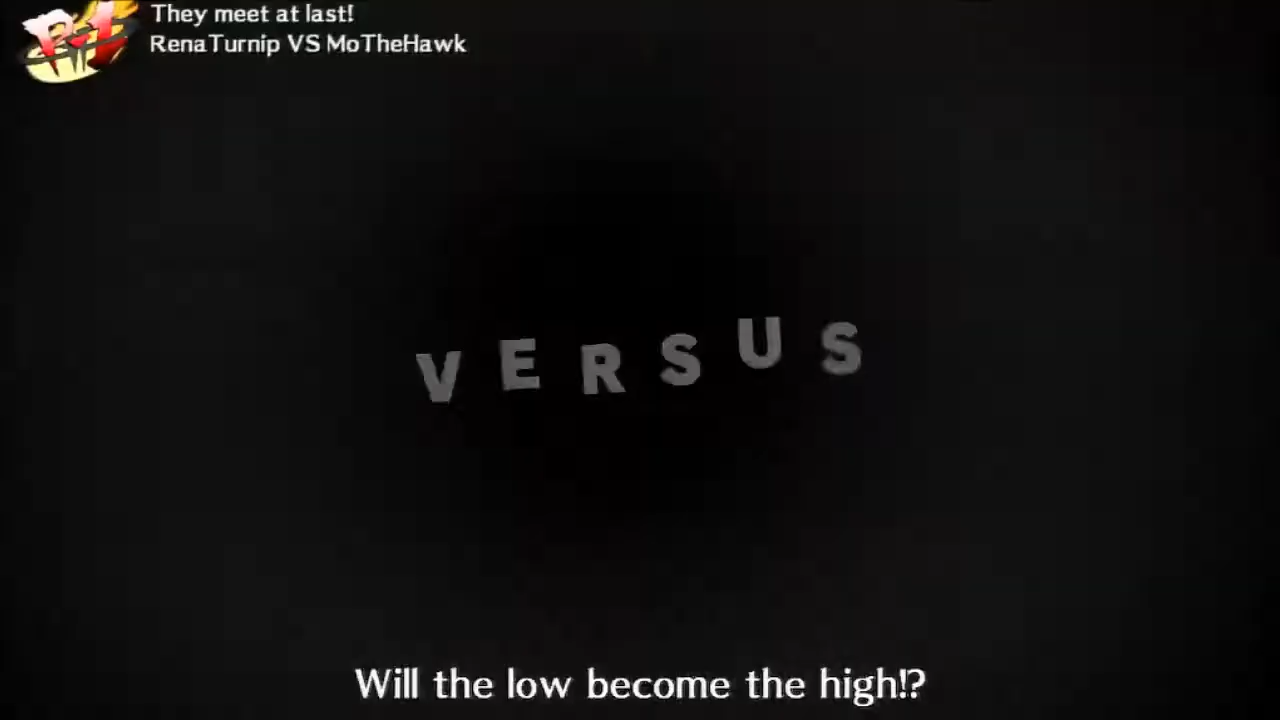 They meet at last!
RenaTurnip VS MoTheHawk
VERSUS
Will the low become the high!?